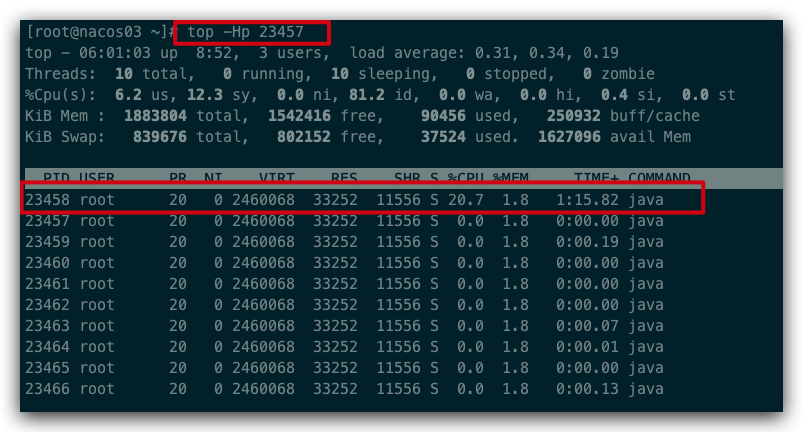 [root@nacos03 ~]# top -Hp 23457
top - 06:01:03 up  8:52,  3 users,  load average: 0.31, 0.34, 0.19
Threads:  10 total,   0 running,  10 sleeping,   0 stopped,   0 zombie
%Cpu(s):  6.2 us, 12.3 sy,  0.0 ni, 81.2 id,  0.0 wa,  0.0 hi,  0.4 si,  0.0 st
KiB Mem :  1883804 total,  1542416 free,    90456 used,   250932 buff/cache
KiB Swap:   839676 total,   802152 free,    37524 used.  1627096 avail Mem
PID USER      PR  NI    VIRT    RES    SHR S %CPU %MEM     TIME+ COMMAND
23458 root      20   0 2460068  33252  11556 S 20.7  1.8   1:15.82 java
23457 root      20   0 2460068  33252  11556 S  0.0  1.8   0:00.00 java
23459 root      20   0 2460068  33252  11556 S  0.0  1.8   0:00.19 java
23460 root      20   0 2460068  33252  11556 S  0.0  1.8   0:00.00 java
23461 root      20   0 2460068  33252  11556 S  0.0  1.8   0:00.00 java
23462 root      20   0 2460068  33252  11556 S  0.0  1.8   0:00.00 java
23463 root      20   0 2460068  33252  11556 S  0.0  1.8   0:00.07 java
23464 root      20   0 2460068  33252  11556 S  0.0  1.8   0:00.01 java
23465 root      20   0 2460068  33252  11556 S  0.0  1.8   0:00.00 java
23466 root      20   0 2460068  33252  11556 S  0.0  1.8   0:00.13 java